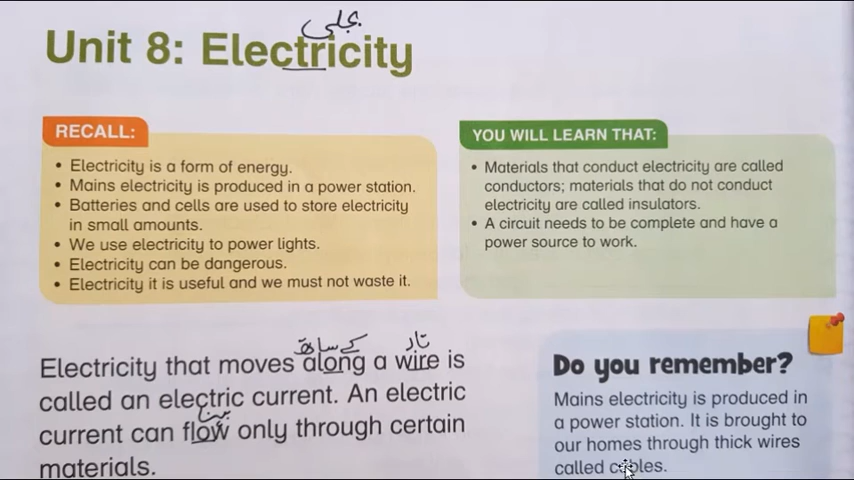 بجلی
Unit 8: Electricity
RECALL:
• Electricity is a form of energy.
• Mains electricity is produced in a power station.
• Batteries and cells are used to store electricity
in small amounts.
• We use electricity to power lights.
• Electricity can be dangerous.
• Electricity it is useful and we must not waste it.
YOU WILL LEARN THAT:
• Materials that conduct electricity are called
conductors; materials that do not conduct
electricity are called insulators.
• A circuit needs to be complete and have a
power source to work.
کے ساتھ تار
Electricity that moves along a wire is
called an electric current. An electric
بہنا
current can flow only through certain
materials.
Do you remember?
Mains electricity is produced in
a power station. It is brought to
our homes through thick wires
called cables.